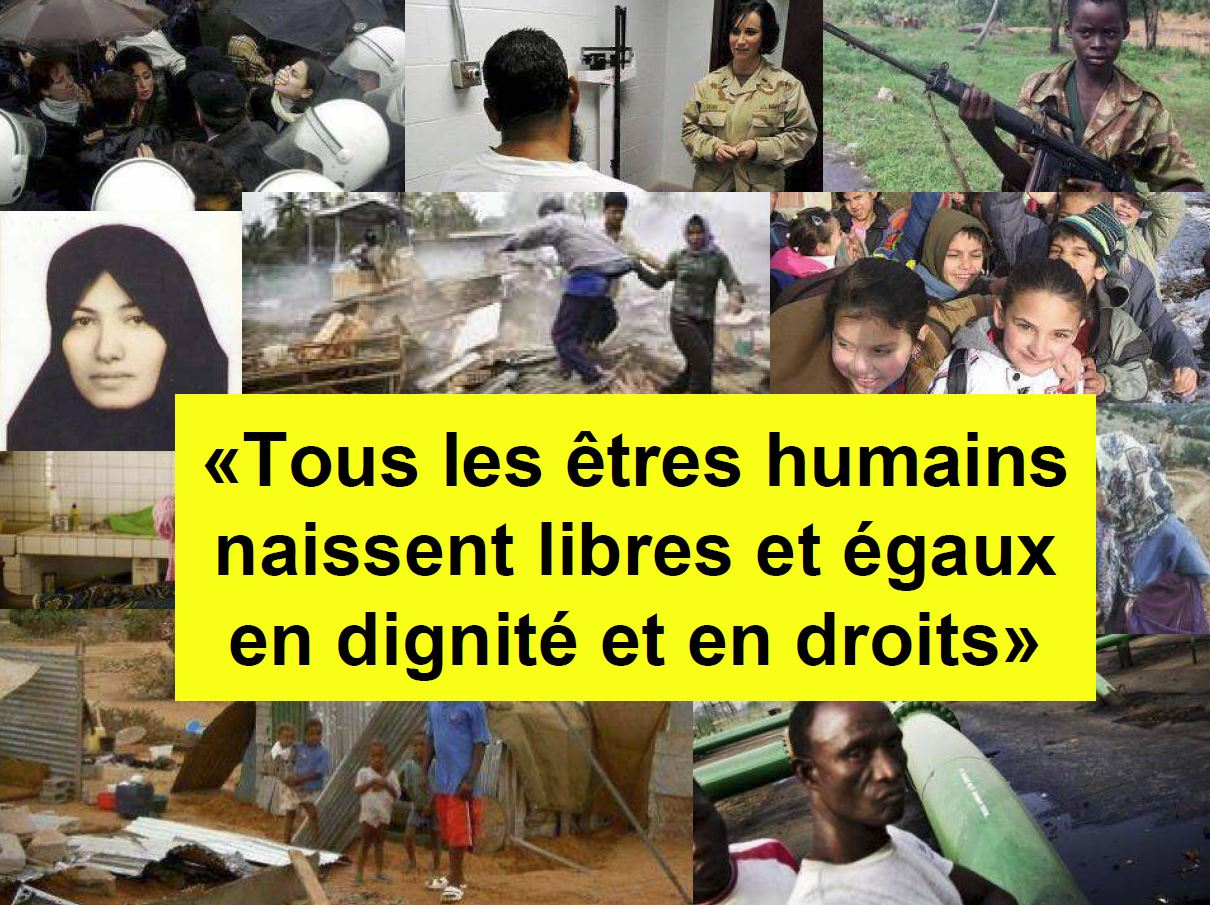 «Tous les êtres humains
naissent libres et égaux
en dignité et en droits»